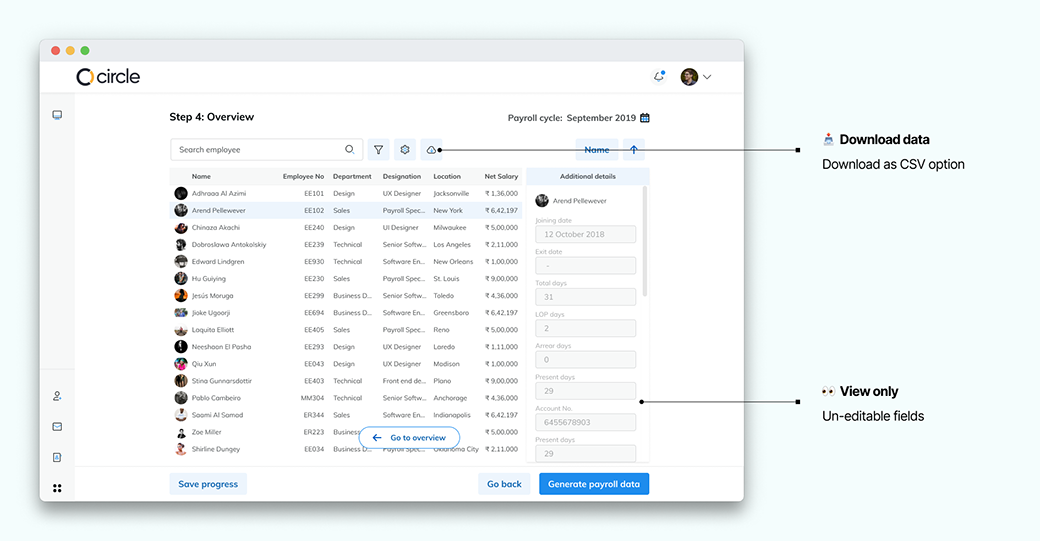 circle
Step 4: Overview
Payroll cycle: September 2019
Search employee
Name
Name Employee No Department Designation Location Net Salary
Adhraaa Al Azimi EE101 Design UX Designer Jacksonville ₹ 1,36,000
Arend Pellewever EE102 Sales Payroll Spec... New York ₹ 6,42,197
Chinaza Akachi EE240 Design UI Designer Milwaukee ₹ 5,00,000
Dobroslawa Antokolskiy EE239 Technical Senior Softw... Los Angeles ₹ 2,11,000
Edward Lindgren EE930 Technical Software En... New Orleans ₹ 1,00,000
Hu Guiying EE230 Sales Payroll Spec... St. Louis ₹ 9,00,000
Jesús Moruga EE299 Business D... Senior Softw... Toledo ₹ 4,36,000
Jioke Ugoorji EE694 Business D... Software En... Greensboro ₹ 6,42,197
Laquita Elliott EE405 Sales Payroll Spec... Reno ₹ 5,00,000
Neeshaan El Pasha EE293 Design UX Designer Laredo ₹ 1,11,000
Qiu Xun EE043 Design UX Designer Madison ₹ 1,00,000
Stina Gunnarsdottir EE403 Technical Front end de... Plano ₹ 9,00,000
Pablo Cambeiro MM304 Technical Senior Softw... Anchorage ₹ 4,36,000
Saami Al Samad ER344 Sales Software En... Indianapolis ₹ 6,42,197
Zoe Miller ER223 Business ₹ 5,00,000
Shirline Dungey EE034 Business D... Payroll Spec... Oklahoma City ₹ 2,11,000
Go to overview
Additional details
Arend Pellewever
Joining date
12 October 2018
Exit date
-
Total days
31
LOP days
2
Arrear days
0
Present days
29
Account No.
6455678903
Present days
29
Save progress
Go back
Generate payroll data
Download data
Download as CSV option
View only
Un-editable fields